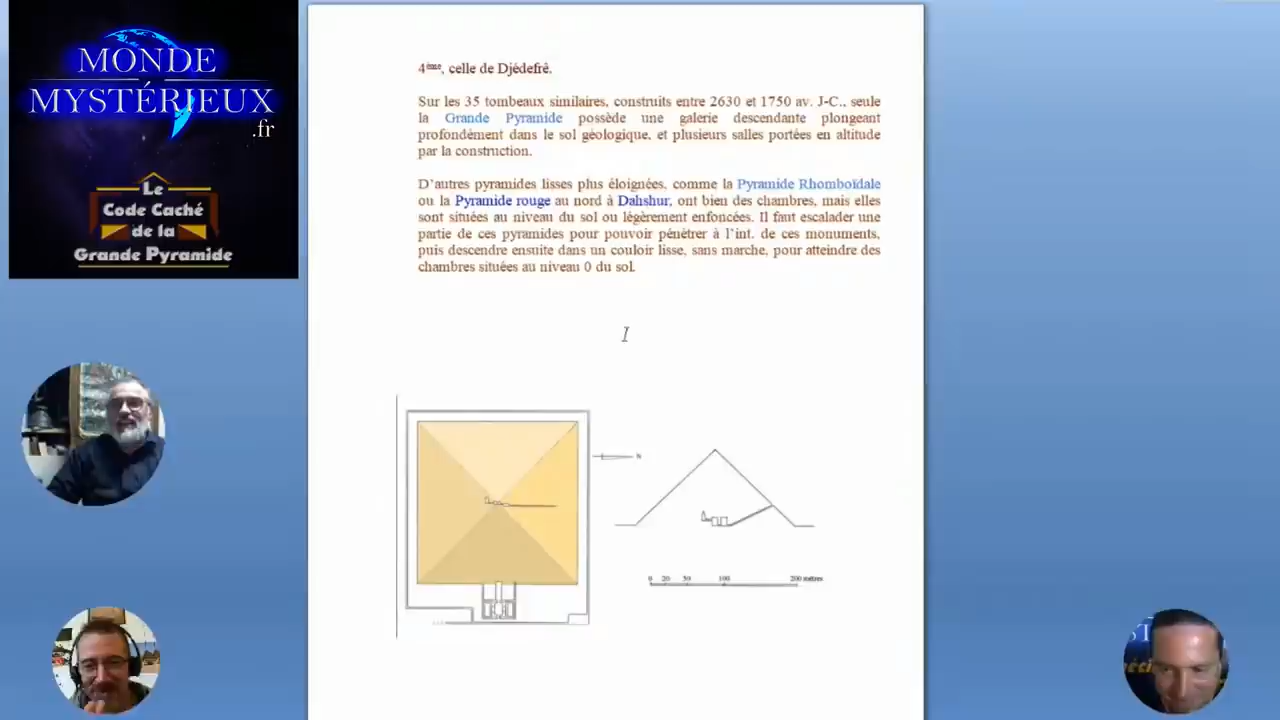 MONDE
MYSTÉRIEUX
.fr
Le
Code Caché
de la
Grande Pyramide
4ème, celle de Djédefrê.
Sur les 35 tombeaux similaires, construits entre 2630 et 1750 av. J-C., seule
la Grande Pyramide possède une galerie descendante plongeant
profondément dans le sol géologique, et plusieurs salles portées en altitude
par la construction.
D'autres pyramides lisses plus éloignées, comme la Pyramide Rhomboïdale
ou la Pyramide rouge au nord à Dahshur, ont bien des chambres, mais elles
sont situées au niveau du sol ou légèrement enfoncées. Il faut escalader une
partie de ces pyramides pour pouvoir pénétrer à l'int. de ces monuments,
puis descendre ensuite dans un couloir lisse, sans marche, pour atteindre des
chambres situées au niveau 0 du sol.
N
0 20 50 100 200 mètres